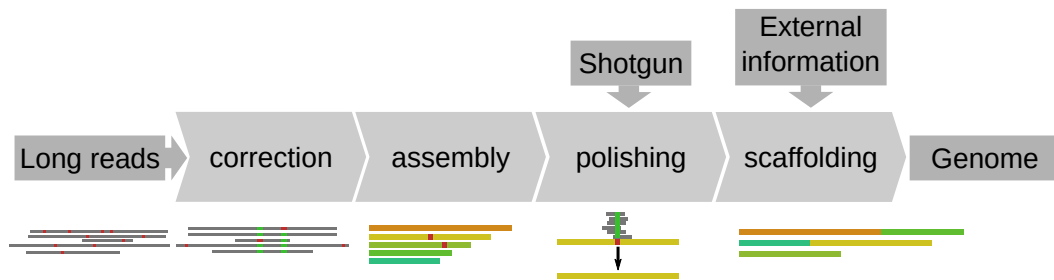 Shotgun
External
information
Long reads
correction
assembly
polishing
scaffolding
Genome